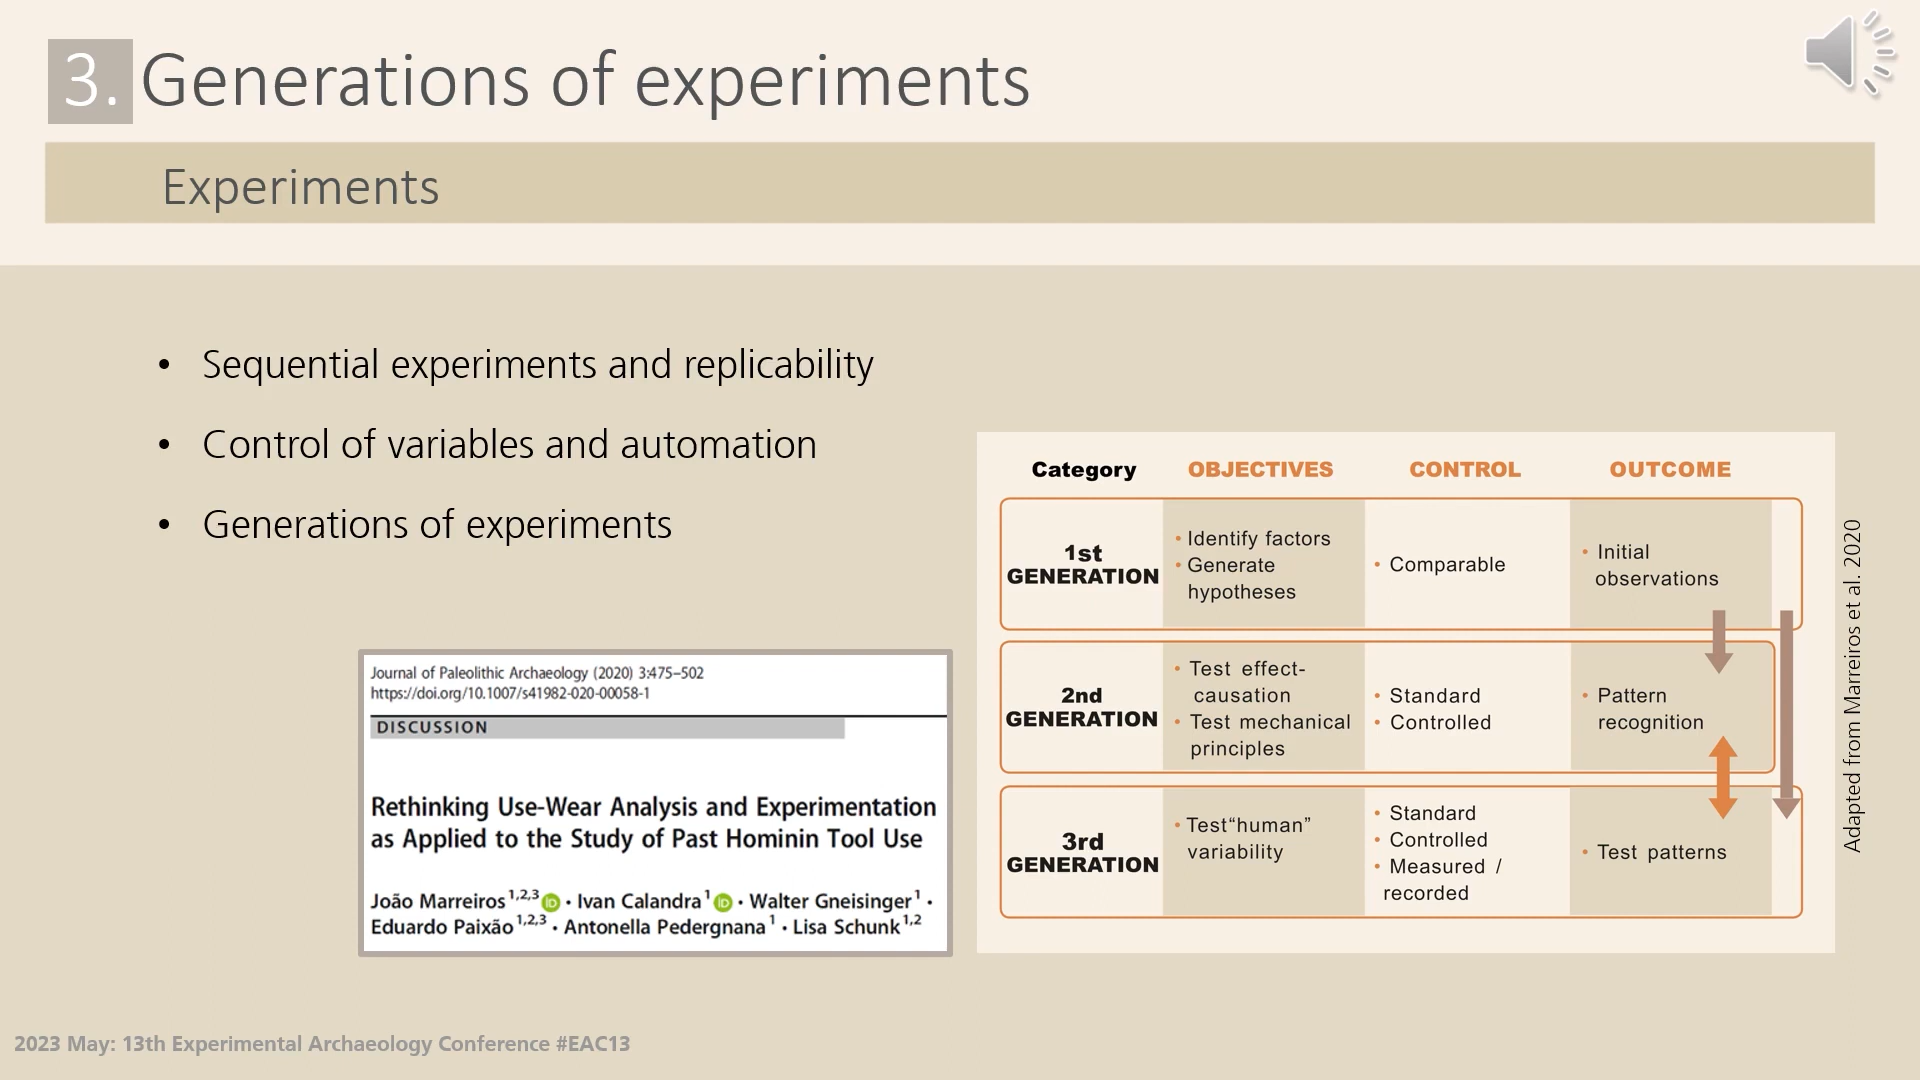 3. Generations of experiments
Experiments
• Sequential experiments and replicability
• Control of variables and automation
• Generations of experiments
Journal of Paleolithic Archaeology (2020) 3:475–502
https://doi.org/10.1007/s41982-020-00058-1
DISCUSSION
Rethinking Use-Wear Analysis and Experimentation
as Applied to the Study of Past Hominin Tool Use
João Marreiros 1,2,3 iD · Ivan Calandra 1 iD · Walter Gneisinger 1 ·
Eduardo Paixão 1,2,3 · Antonella Pedergnana 1 · Lisa Schunk 1,2
Category OBJECTIVES CONTROL OUTCOME
1st
GENERATION
• Identify factors
• Generate
hypotheses
• Comparable
• Initial
observations
2nd
GENERATION
• Test effect-
causation
• Test mechanical
principles
• Standard
• Controlled
• Pattern
recognition
3rd
GENERATION
• Test“human”
variability
• Standard
• Controlled
• Measured /
recorded
• Test patterns
Adapted from Marreiros et al. 2020
2023 May: 13th Experimental Archaeology Conference #EAC13